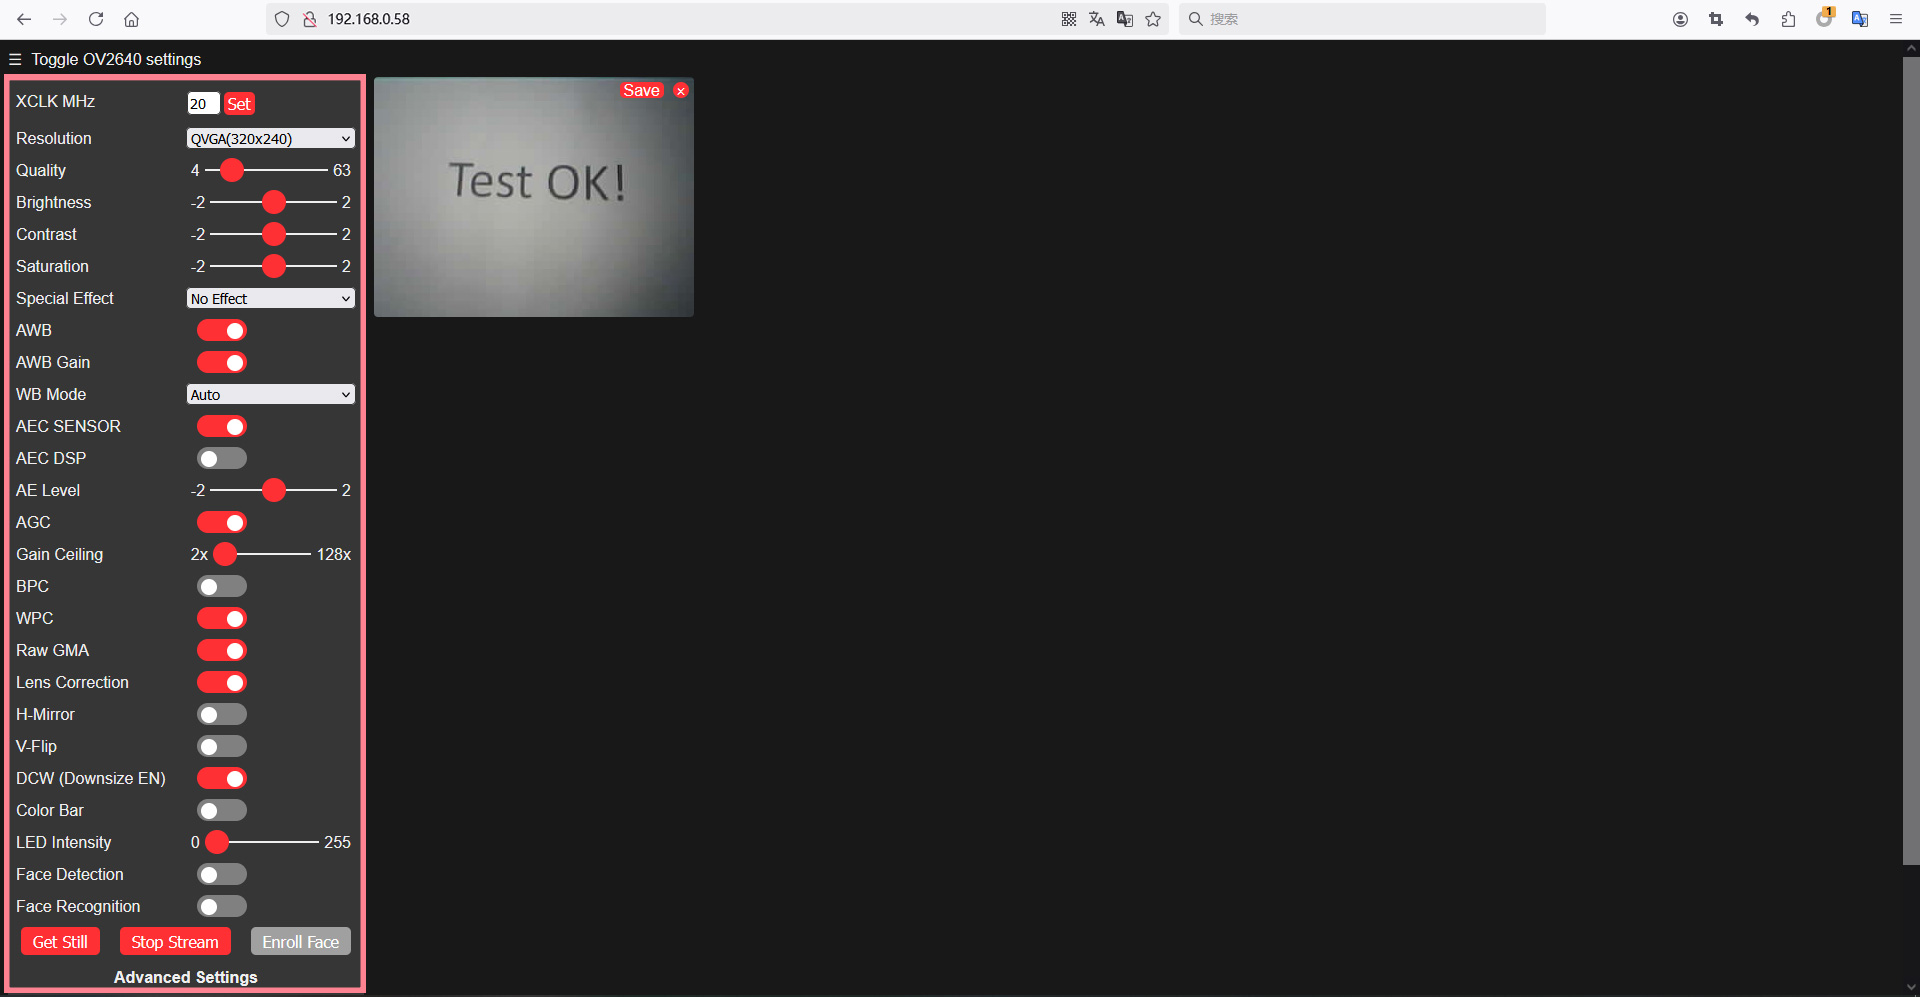 192.168.0.58
搜索
1
☰ Toggle OV2640 settings
XCLK MHz 20 Set
Resolution QVGA(320x240)
Quality 4 63
Brightness -2 2
Contrast -2 2
Saturation -2 2
Special Effect No Effect
AWB
AWB Gain
WB Mode Auto
AEC SENSOR
AEC DSP
AE Level -2 2
AGC
Gain Ceiling 2x 128x
BPC
WPC
Raw GMA
Lens Correction
H-Mirror
V-Flip
DCW (Downsize EN)
Color Bar
LED Intensity 0 255
Face Detection
Face Recognition
Get Still Stop Stream Enroll Face
Advanced Settings
Save ×
Test OK!